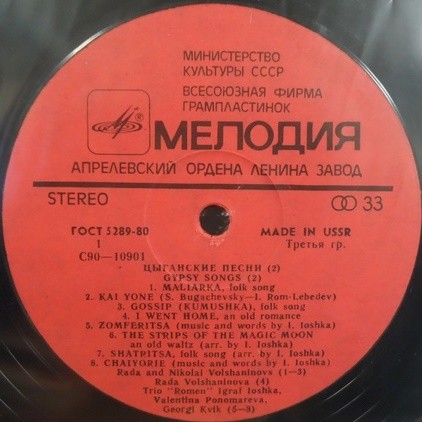 МИНИСТЕРСТВО
КУЛЬТУРЫ СССР
ВСЕСОЮЗНАЯ ФИРМА
ГРАМПЛАСТИНОК
МЕЛОДИЯ
АПРЕЛЕВСКИЙ ОРДЕНА ЛЕНИНА ЗАВОД
STEREO 33
ГОСТ 5289-80 MADE IN USSR
1 Третья гр.
С90—10901
ЦЫГАНСКИЕ ПЕСНИ (2)
GYPSY SONGS (2)
1. MALIARKA, folk song
2. KAI YONE (S. Bugachevsky—I. Rom-Lebedev)
3. GOSSIP (KUMUSHKA), folk song
4. I WENT HOME, an old romance
5. ZOMFERITSA (music and words by I. Ioshka)
6. THE STRIPS OF THE MAGIC MOON
an old waltz (arr. by I. Ioshka)
7. SHATRITSA, folk song (arr. by I. Ioshka)
8. CHAIYORIE (music and words by I. Ioshka)
Rada and Nikolai Volshaninovs (1—3)
Rada Volshaninova (4)
Trio "Romen" Igraf Ioshka,
Valentina Ponomareva,
Georgi Kvik (5—8)